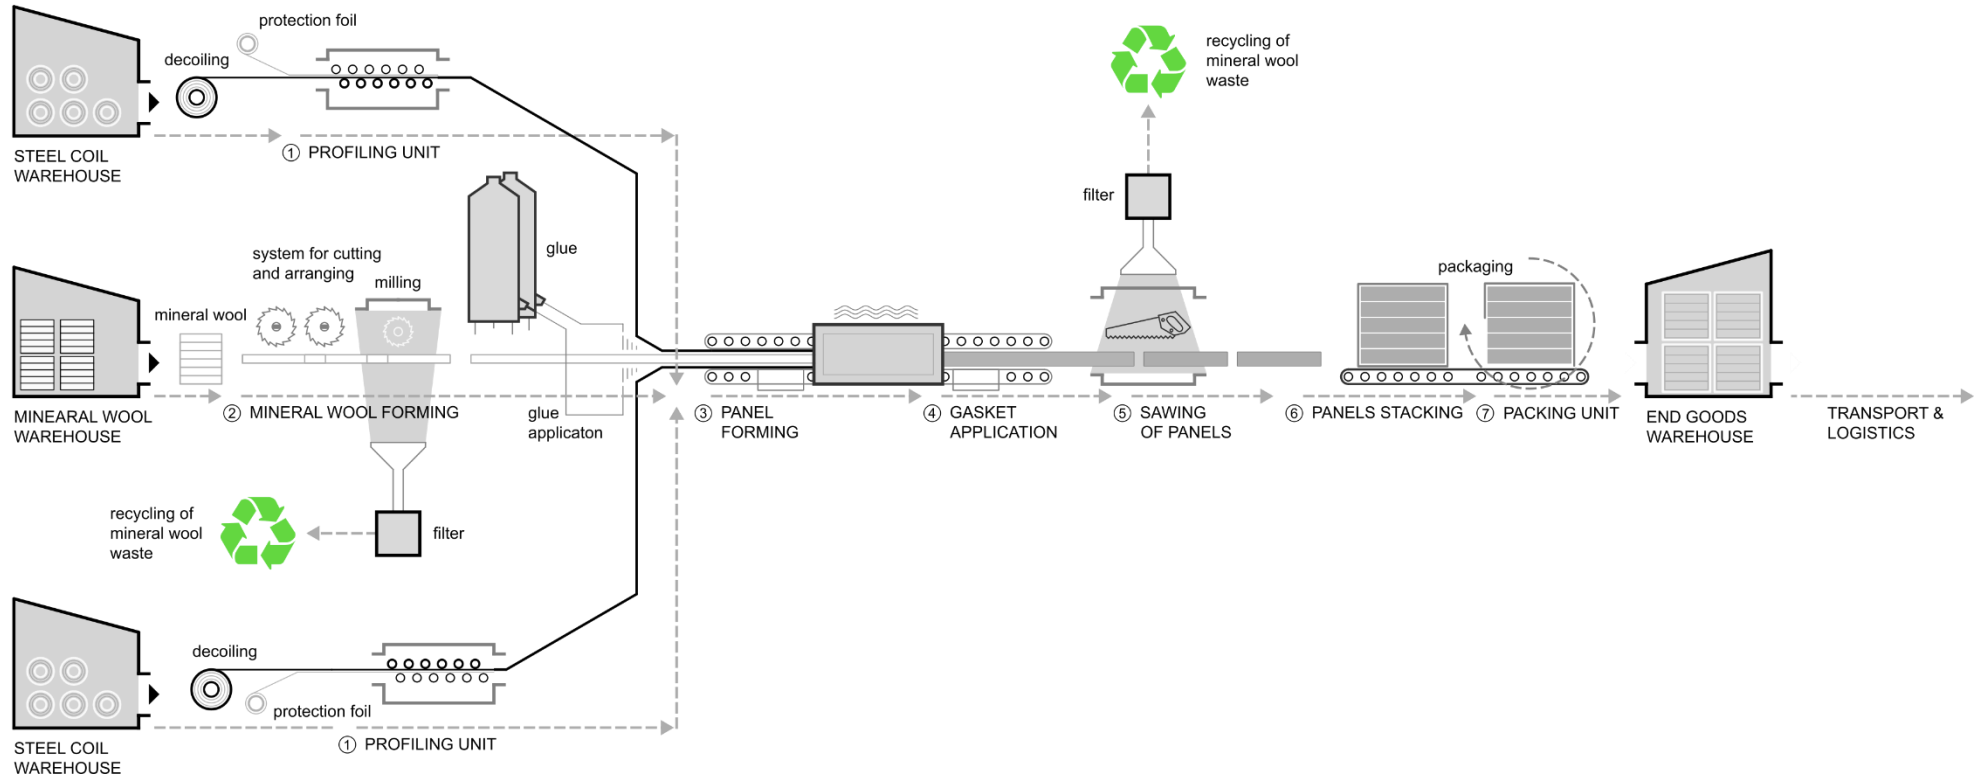 protection foil
decoiling
① PROFILING UNIT
STEEL COIL
WAREHOUSE
recycling of
mineral wool
waste
filter
glue
system for cutting
and arranging
milling
mineral wool
packaging
MINEARAL WOOL
WAREHOUSE
② MINERAL WOOL FORMING
glue
applicaton
③ PANEL
FORMING
④ GASKET
APPLICATION
⑤ SAWING
OF PANELS
⑥ PANELS STACKING
⑦ PACKING UNIT
END GOODS
WAREHOUSE
TRANSPORT &
LOGISTICS
recycling of
mineral wool
waste
filter
decoiling
protection foil
① PROFILING UNIT
STEEL COIL
WAREHOUSE